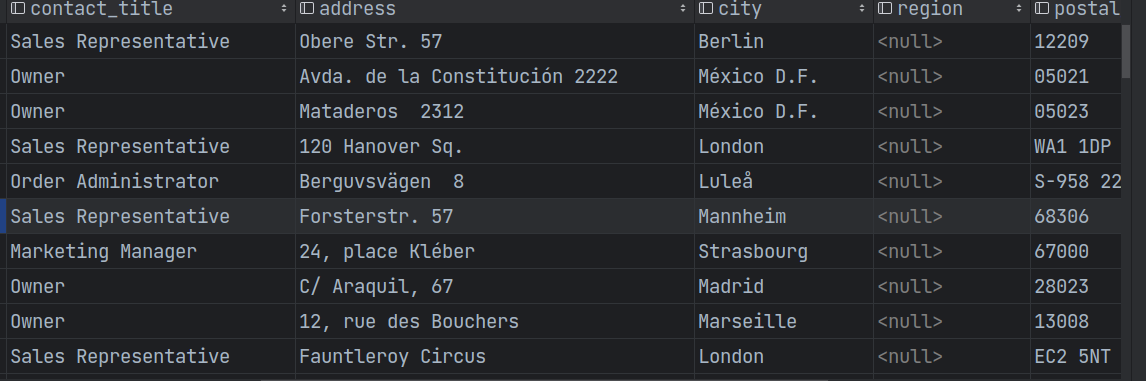 contact_title address city region postal
Sales Representative Obere Str. 57 Berlin <null> 12209
Owner Avda. de la Constitución 2222 México D.F. <null> 05021
Owner Mataderos  2312 México D.F. <null> 05023
Sales Representative 120 Hanover Sq. London <null> WA1 1DP
Order Administrator Berguvsvägen  8 Luleå <null> S-958 22
Sales Representative Forsterstr. 57 Mannheim <null> 68306
Marketing Manager 24, place Kléber Strasbourg <null> 67000
Owner C/ Araquil, 67 Madrid <null> 28023
Owner 12, rue des Bouchers Marseille <null> 13008
Sales Representative Fauntleroy Circus London <null> EC2 5NT